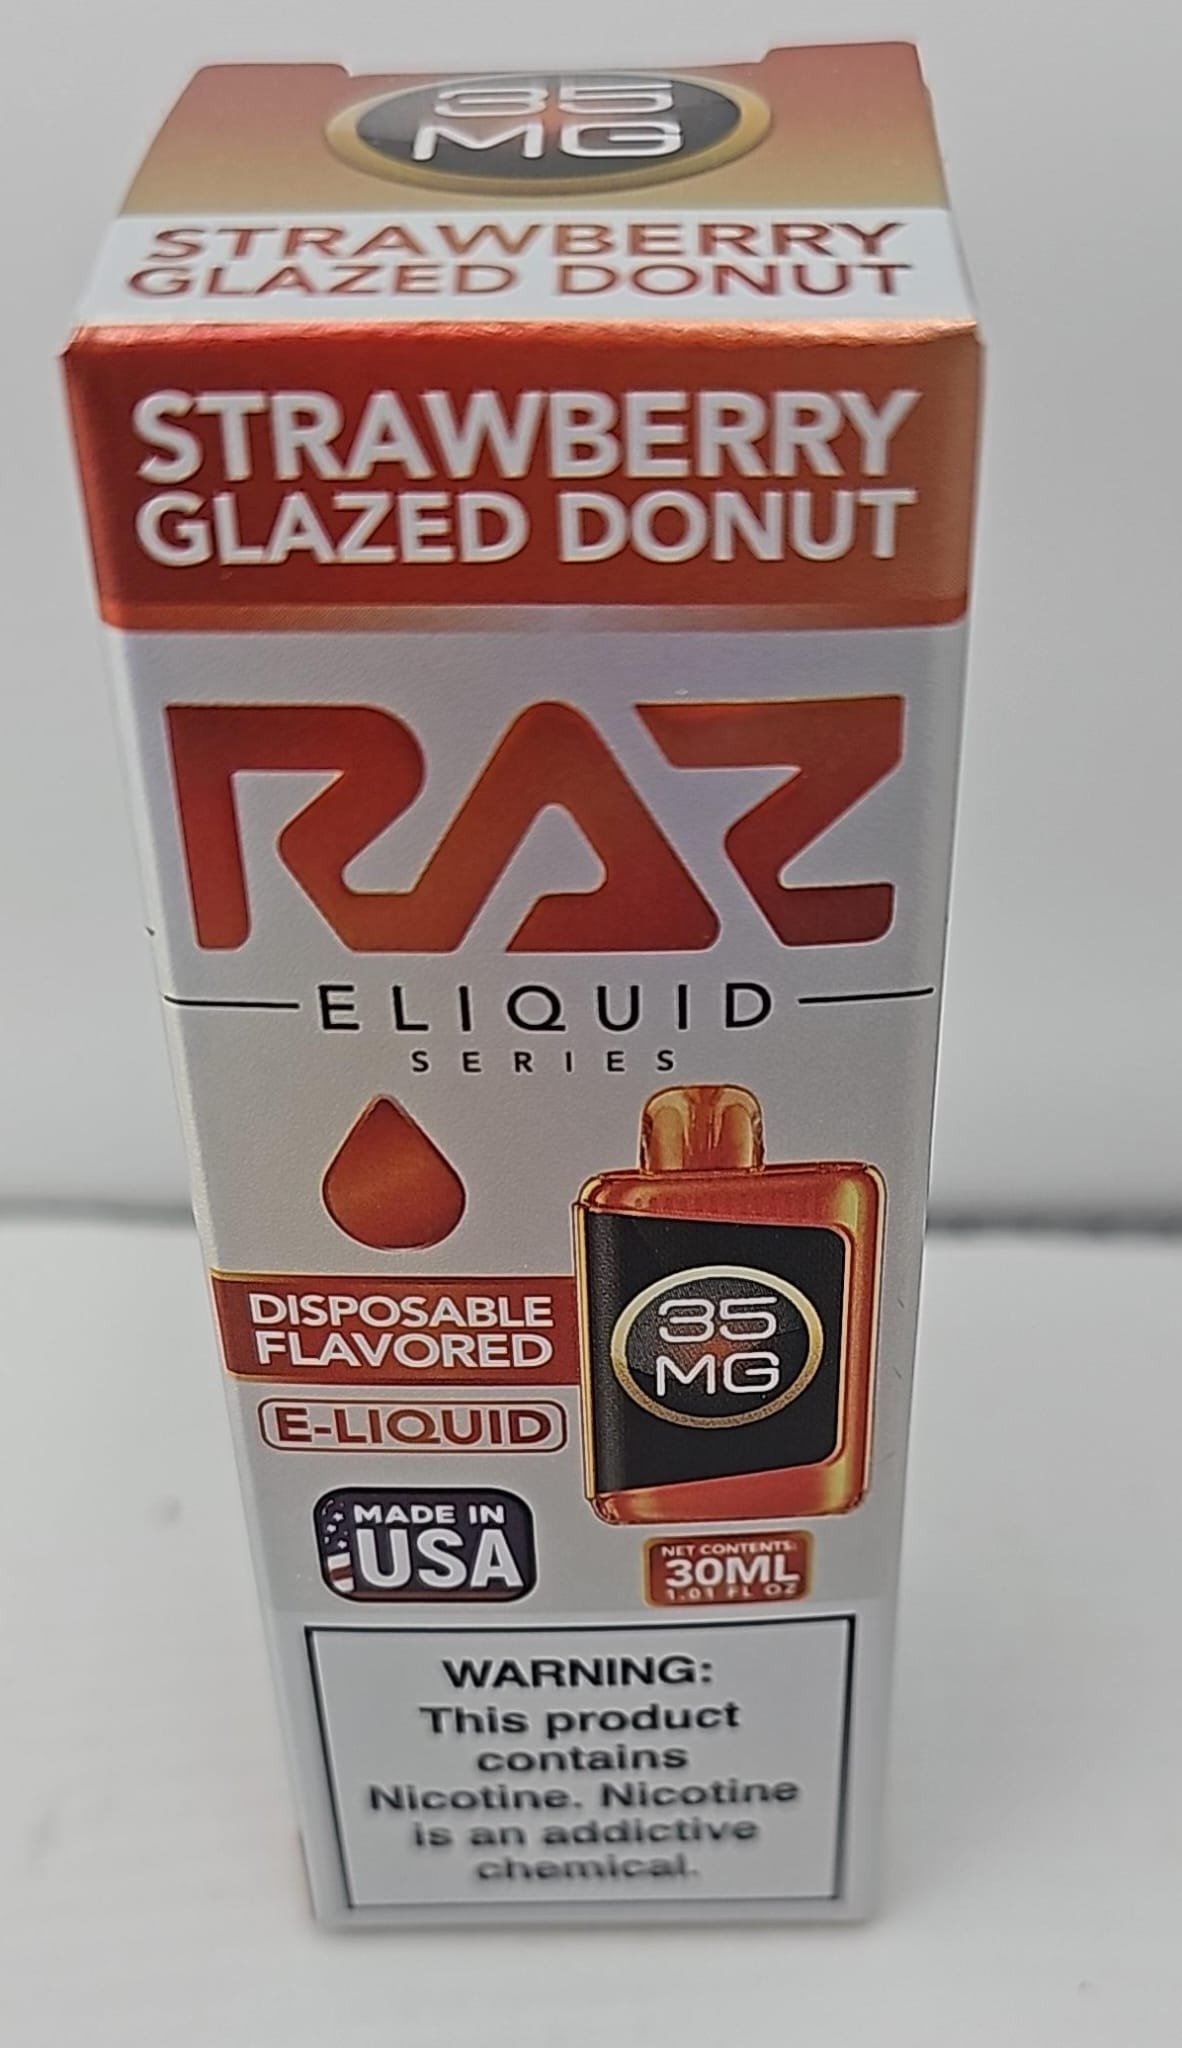 35
MG
STRAWBERRY
GLAZED DONUT
STRAWBERRY
GLAZED DONUT
RAZ
ELIQUID
SERIES
DISPOSABLE
FLAVORED
E-LIQUID
35
MG
MADE IN
USA
NET CONTENTS:
30ML
1.01 FL OZ
WARNING:
This product
contains
Nicotine. Nicotine
is an addictive
chemical.